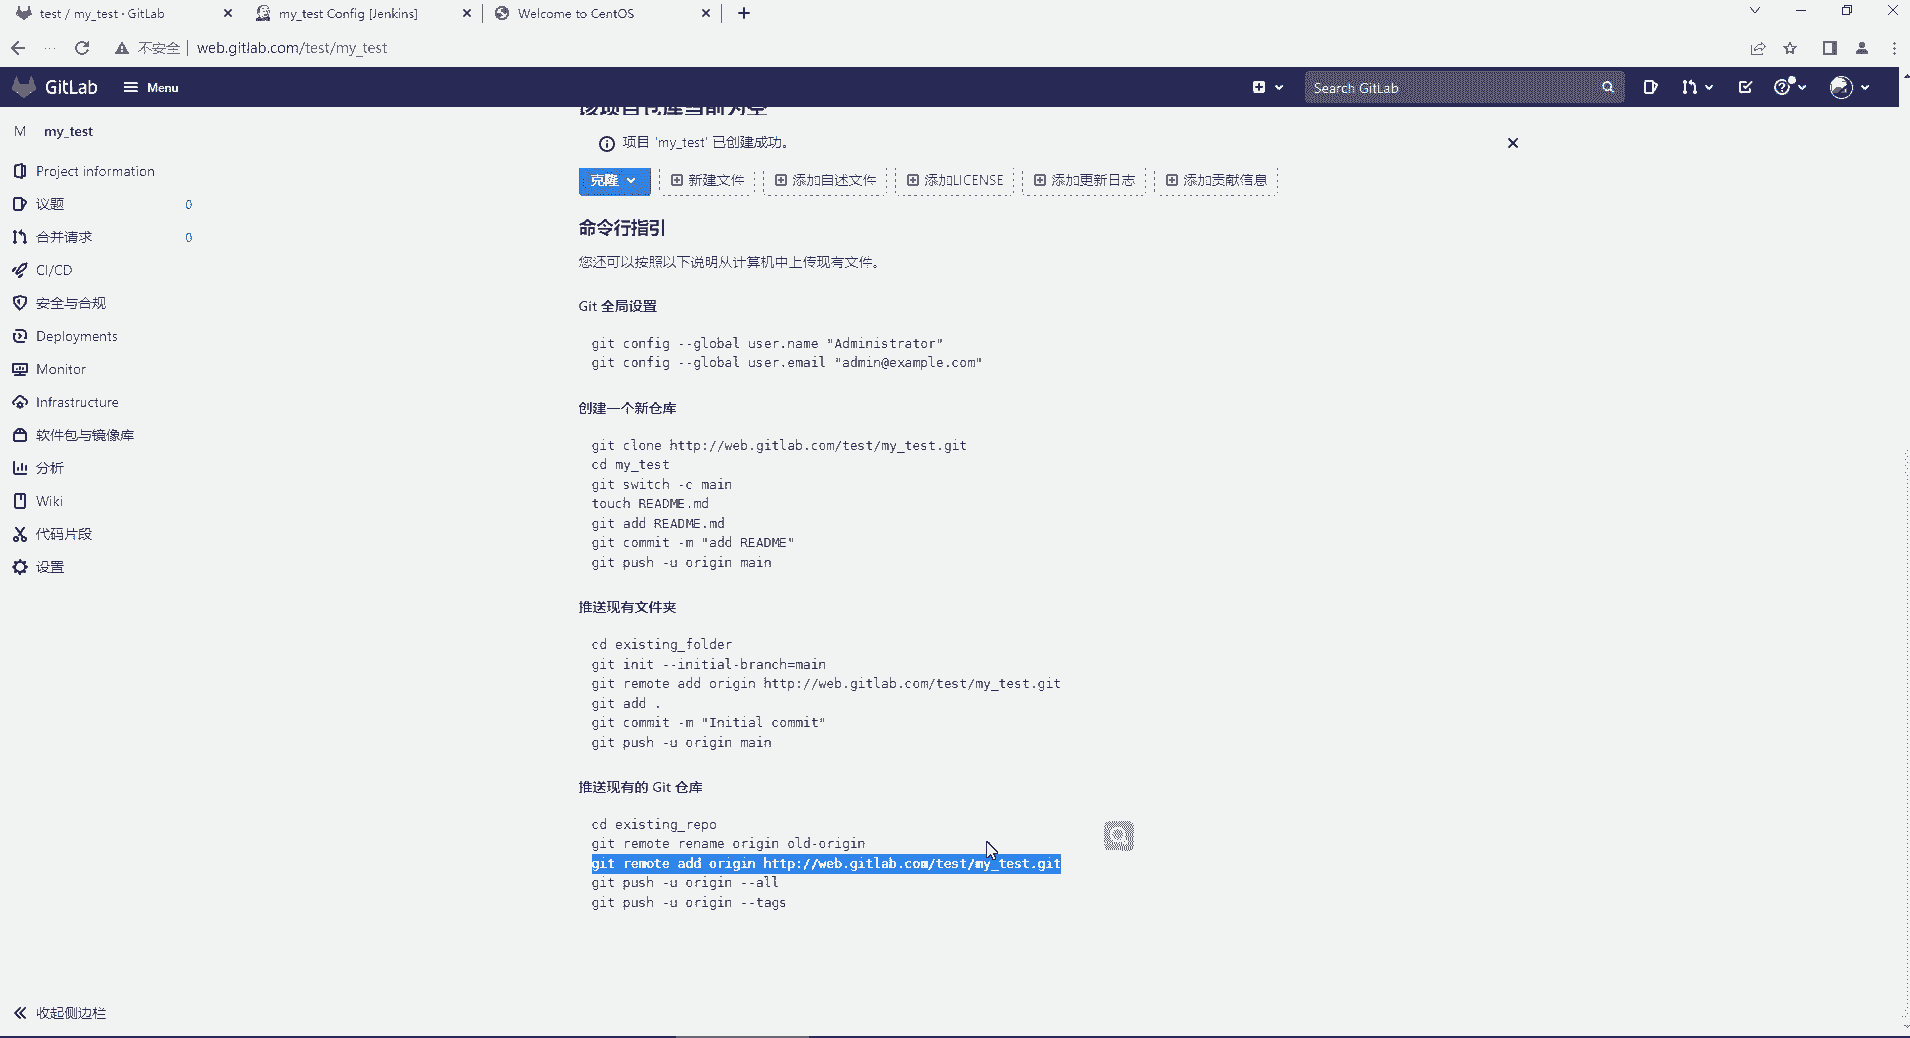 test / my_test · GitLab
my_test Config [Jenkins]
Welcome to CentOS
不安全
web.gitlab.com/test/my_test
GitLab
Menu
Search GitLab
M my_test
该项目仓库当前为空
项目 'my_test' 已创建成功。
克隆
新建文件
添加自述文件
添加LICENSE
添加更新日志
添加贡献信息
Project information
议题 0
合并请求 0
CI/CD
安全与合规
Deployments
Monitor
Infrastructure
软件包与镜像库
分析
Wiki
代码片段
设置
收起侧边栏
命令行指引
您还可以按照以下说明从计算机中上传现有文件。
Git 全局设置
git config --global user.name "Administrator"
git config --global user.email "admin@example.com"
创建一个新仓库
git clone http://web.gitlab.com/test/my_test.git
cd my_test
git switch -c main
touch README.md
git add README.md
git commit -m "add README"
git push -u origin main
推送现有文件夹
cd existing_folder
git init --initial-branch=main
git remote add origin http://web.gitlab.com/test/my_test.git
git add .
git commit -m "Initial commit"
git push -u origin main
推送现有的 Git 仓库
cd existing_repo
git remote rename origin old-origin
git remote add origin http://web.gitlab.com/test/my_test.git
git push -u origin --all
git push -u origin --tags